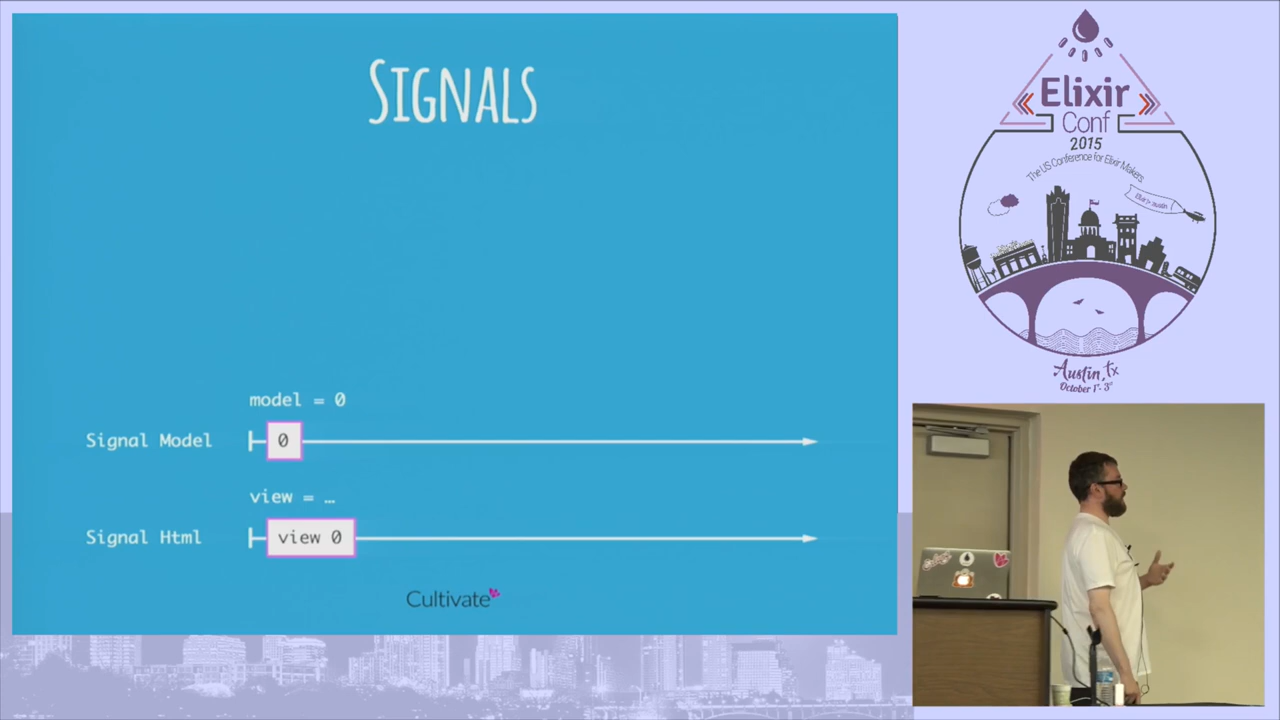 SIGNALS
model = 0
Signal Model
0
view = …
Signal Html
view 0
Cultivate
Elixir
Conf
2015
The US Conference for Elixir Makers
Austin, TX
October 1st - 3rd